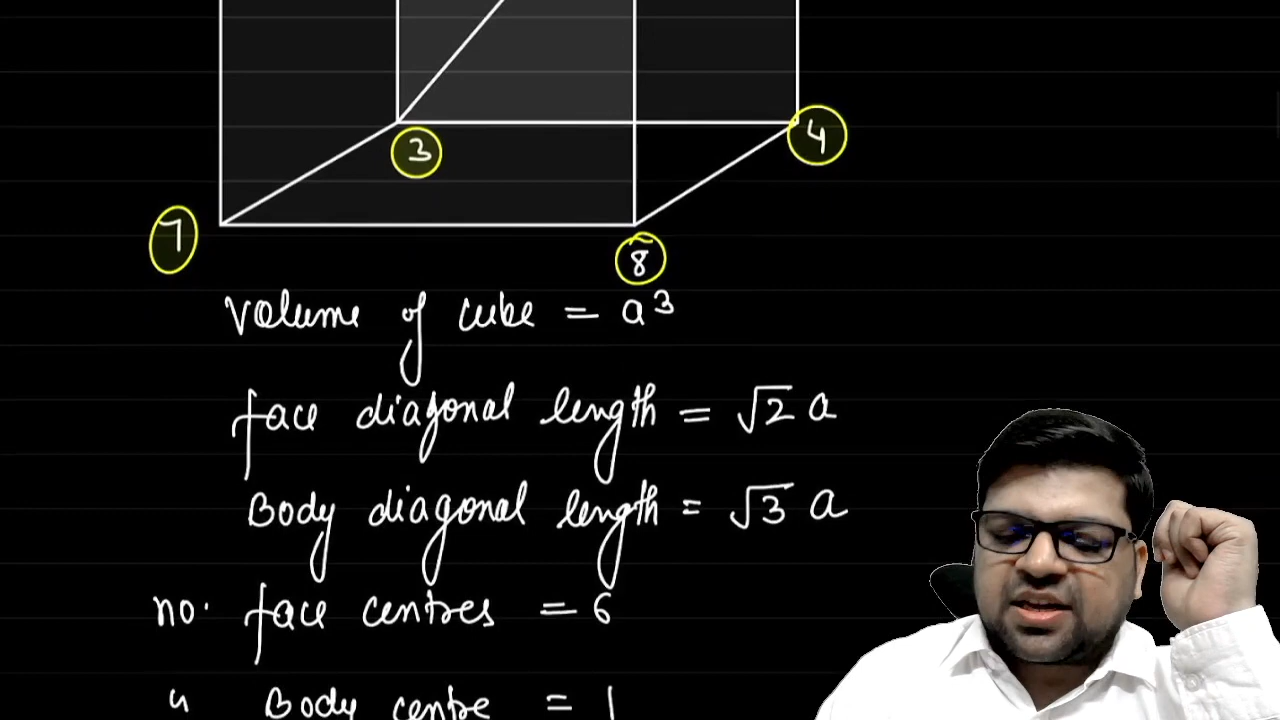 3
4
7
8
Volume of cube = a³
face diagonal length = √2 a
Body diagonal length = √3 a
no. face centres = 6
" Body centre = 1